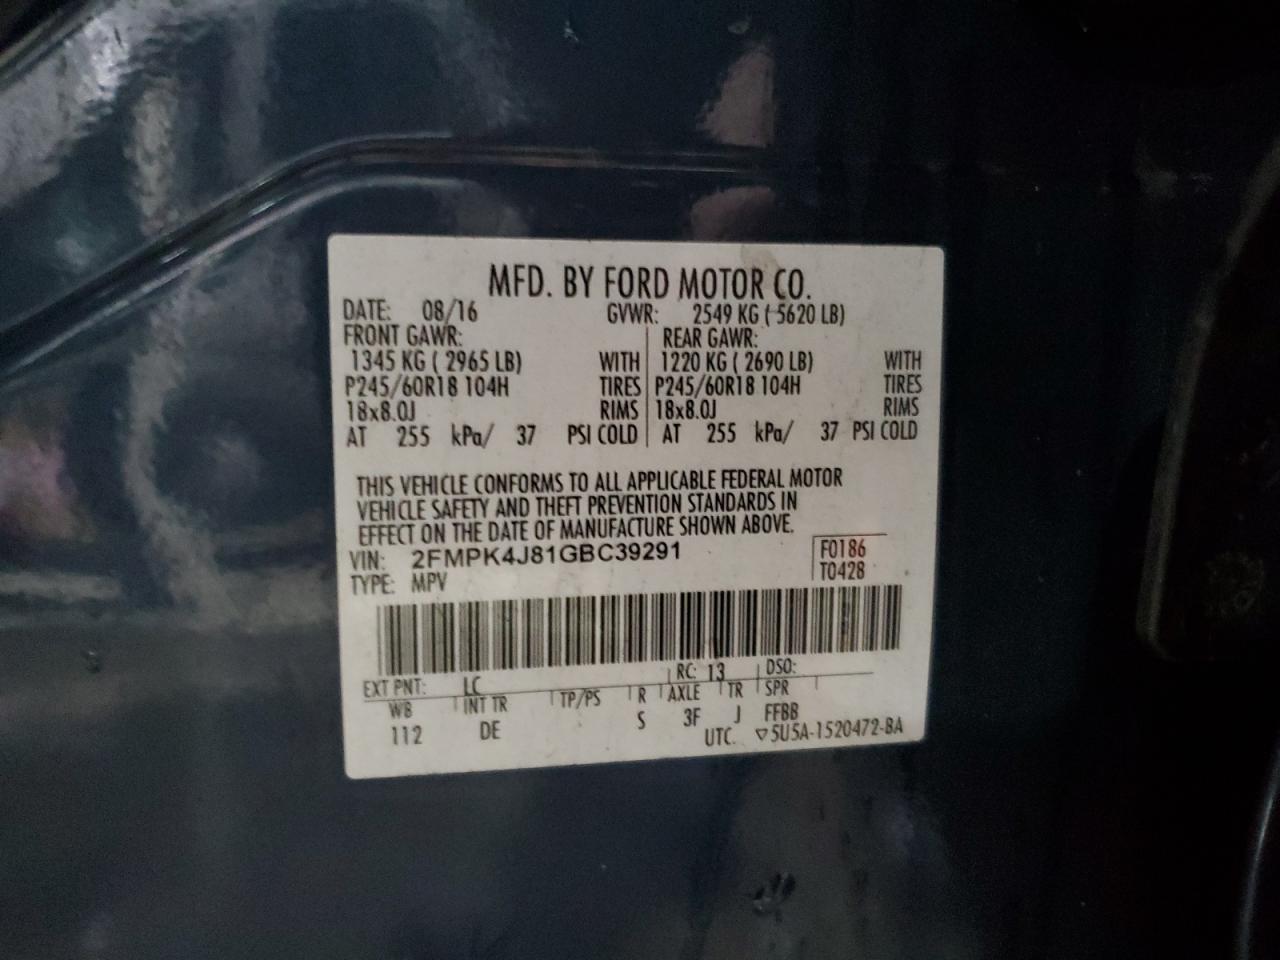 MFD. BY FORD MOTOR CO.
DATE: 08/16 GVWR: 2549 KG ( 5620 LB)
FRONT GAWR: REAR GAWR:
1345 KG ( 2965 LB) WITH 1220 KG ( 2690 LB) WITH
P245/60R18 104H TIRES P245/60R18 104H TIRES
18x8.0J RIMS 18x8.0J RIMS
AT 255 kPa/ 37 PSI COLD AT 255 kPa/ 37 PSI COLD
THIS VEHICLE CONFORMS TO ALL APPLICABLE FEDERAL MOTOR
VEHICLE SAFETY AND THEFT PREVENTION STANDARDS IN
EFFECT ON THE DATE OF MANUFACTURE SHOWN ABOVE.
VIN: 2FMPK4J81GBC39291 F0186
TYPE: MPV T0428
EXT PNT: LC RC: 13 DSO:
WB INT TR TP/PS R AXLE TR SPR
112 DE S 3F J FFBB
UTC ▽5U5A-1520472-BA